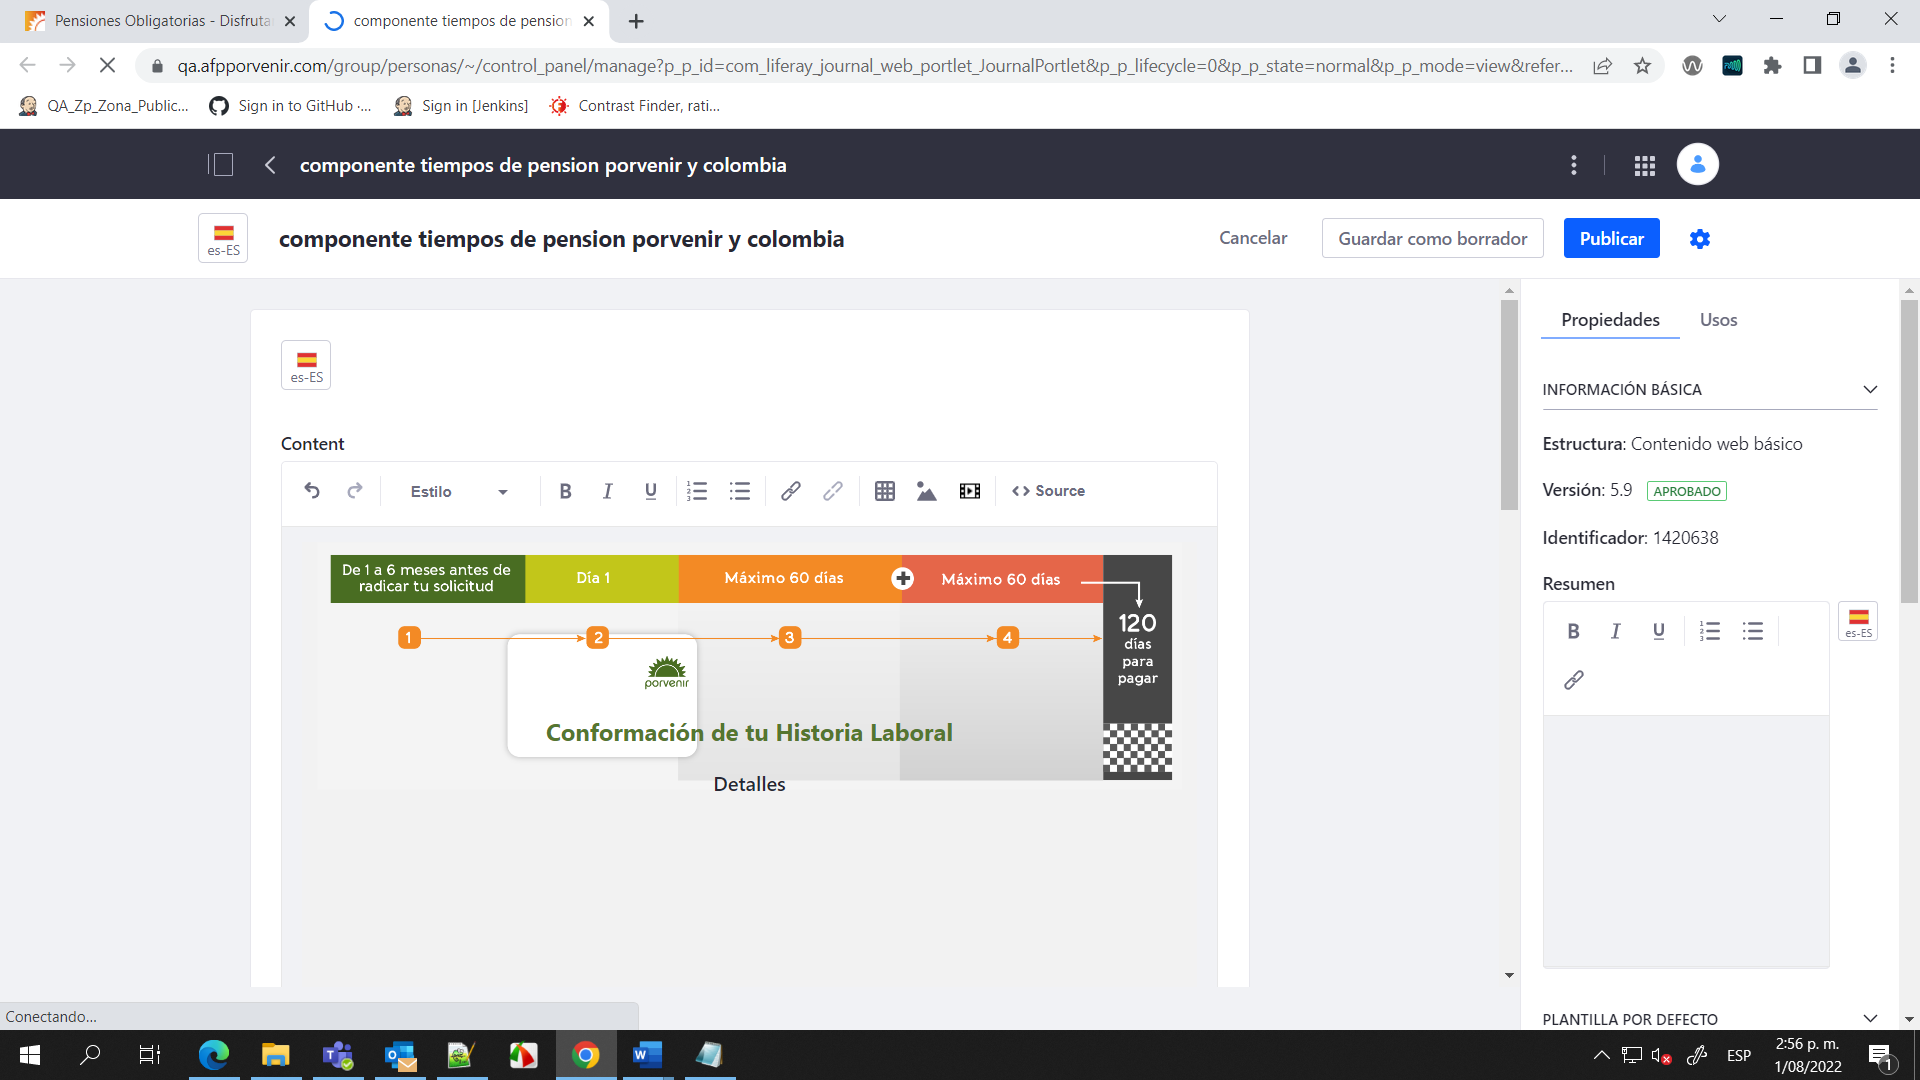 Pensiones Obligatorias - Disfruta
componente tiempos de pension
qa.afpporvenir.com/group/personas/~/control_panel/manage?p_p_id=com_liferay_journal_web_portlet_JournalPortlet&p_p_lifecycle=0&p_p_state=normal&p_p_mode=view&refer...
QA_Zp_Zona_Public...
Sign in to GitHub ·...
Sign in [Jenkins]
Contrast Finder, rati...
componente tiempos de pension porvenir y colombia
es-ES
componente tiempos de pension porvenir y colombia
Cancelar
Guardar como borrador
Publicar
es-ES
Content
Estilo
B
I
U
Source
De 1 a 6 meses antes de
radicar tu solicitud
Día 1
Máximo 60 días
Máximo 60 días
1
2
3
4
120
días
para
pagar
porvenir
Conformación de tu Historia Laboral
Detalles
Propiedades
Usos
INFORMACIÓN BÁSICA
Estructura: Contenido web básico
Versión: 5.9 APROBADO
Identificador: 1420638
Resumen
B
I
U
es-ES
PLANTILLA POR DEFECTO
Conectando...
ESP
2:56 p. m.
1/08/2022
1